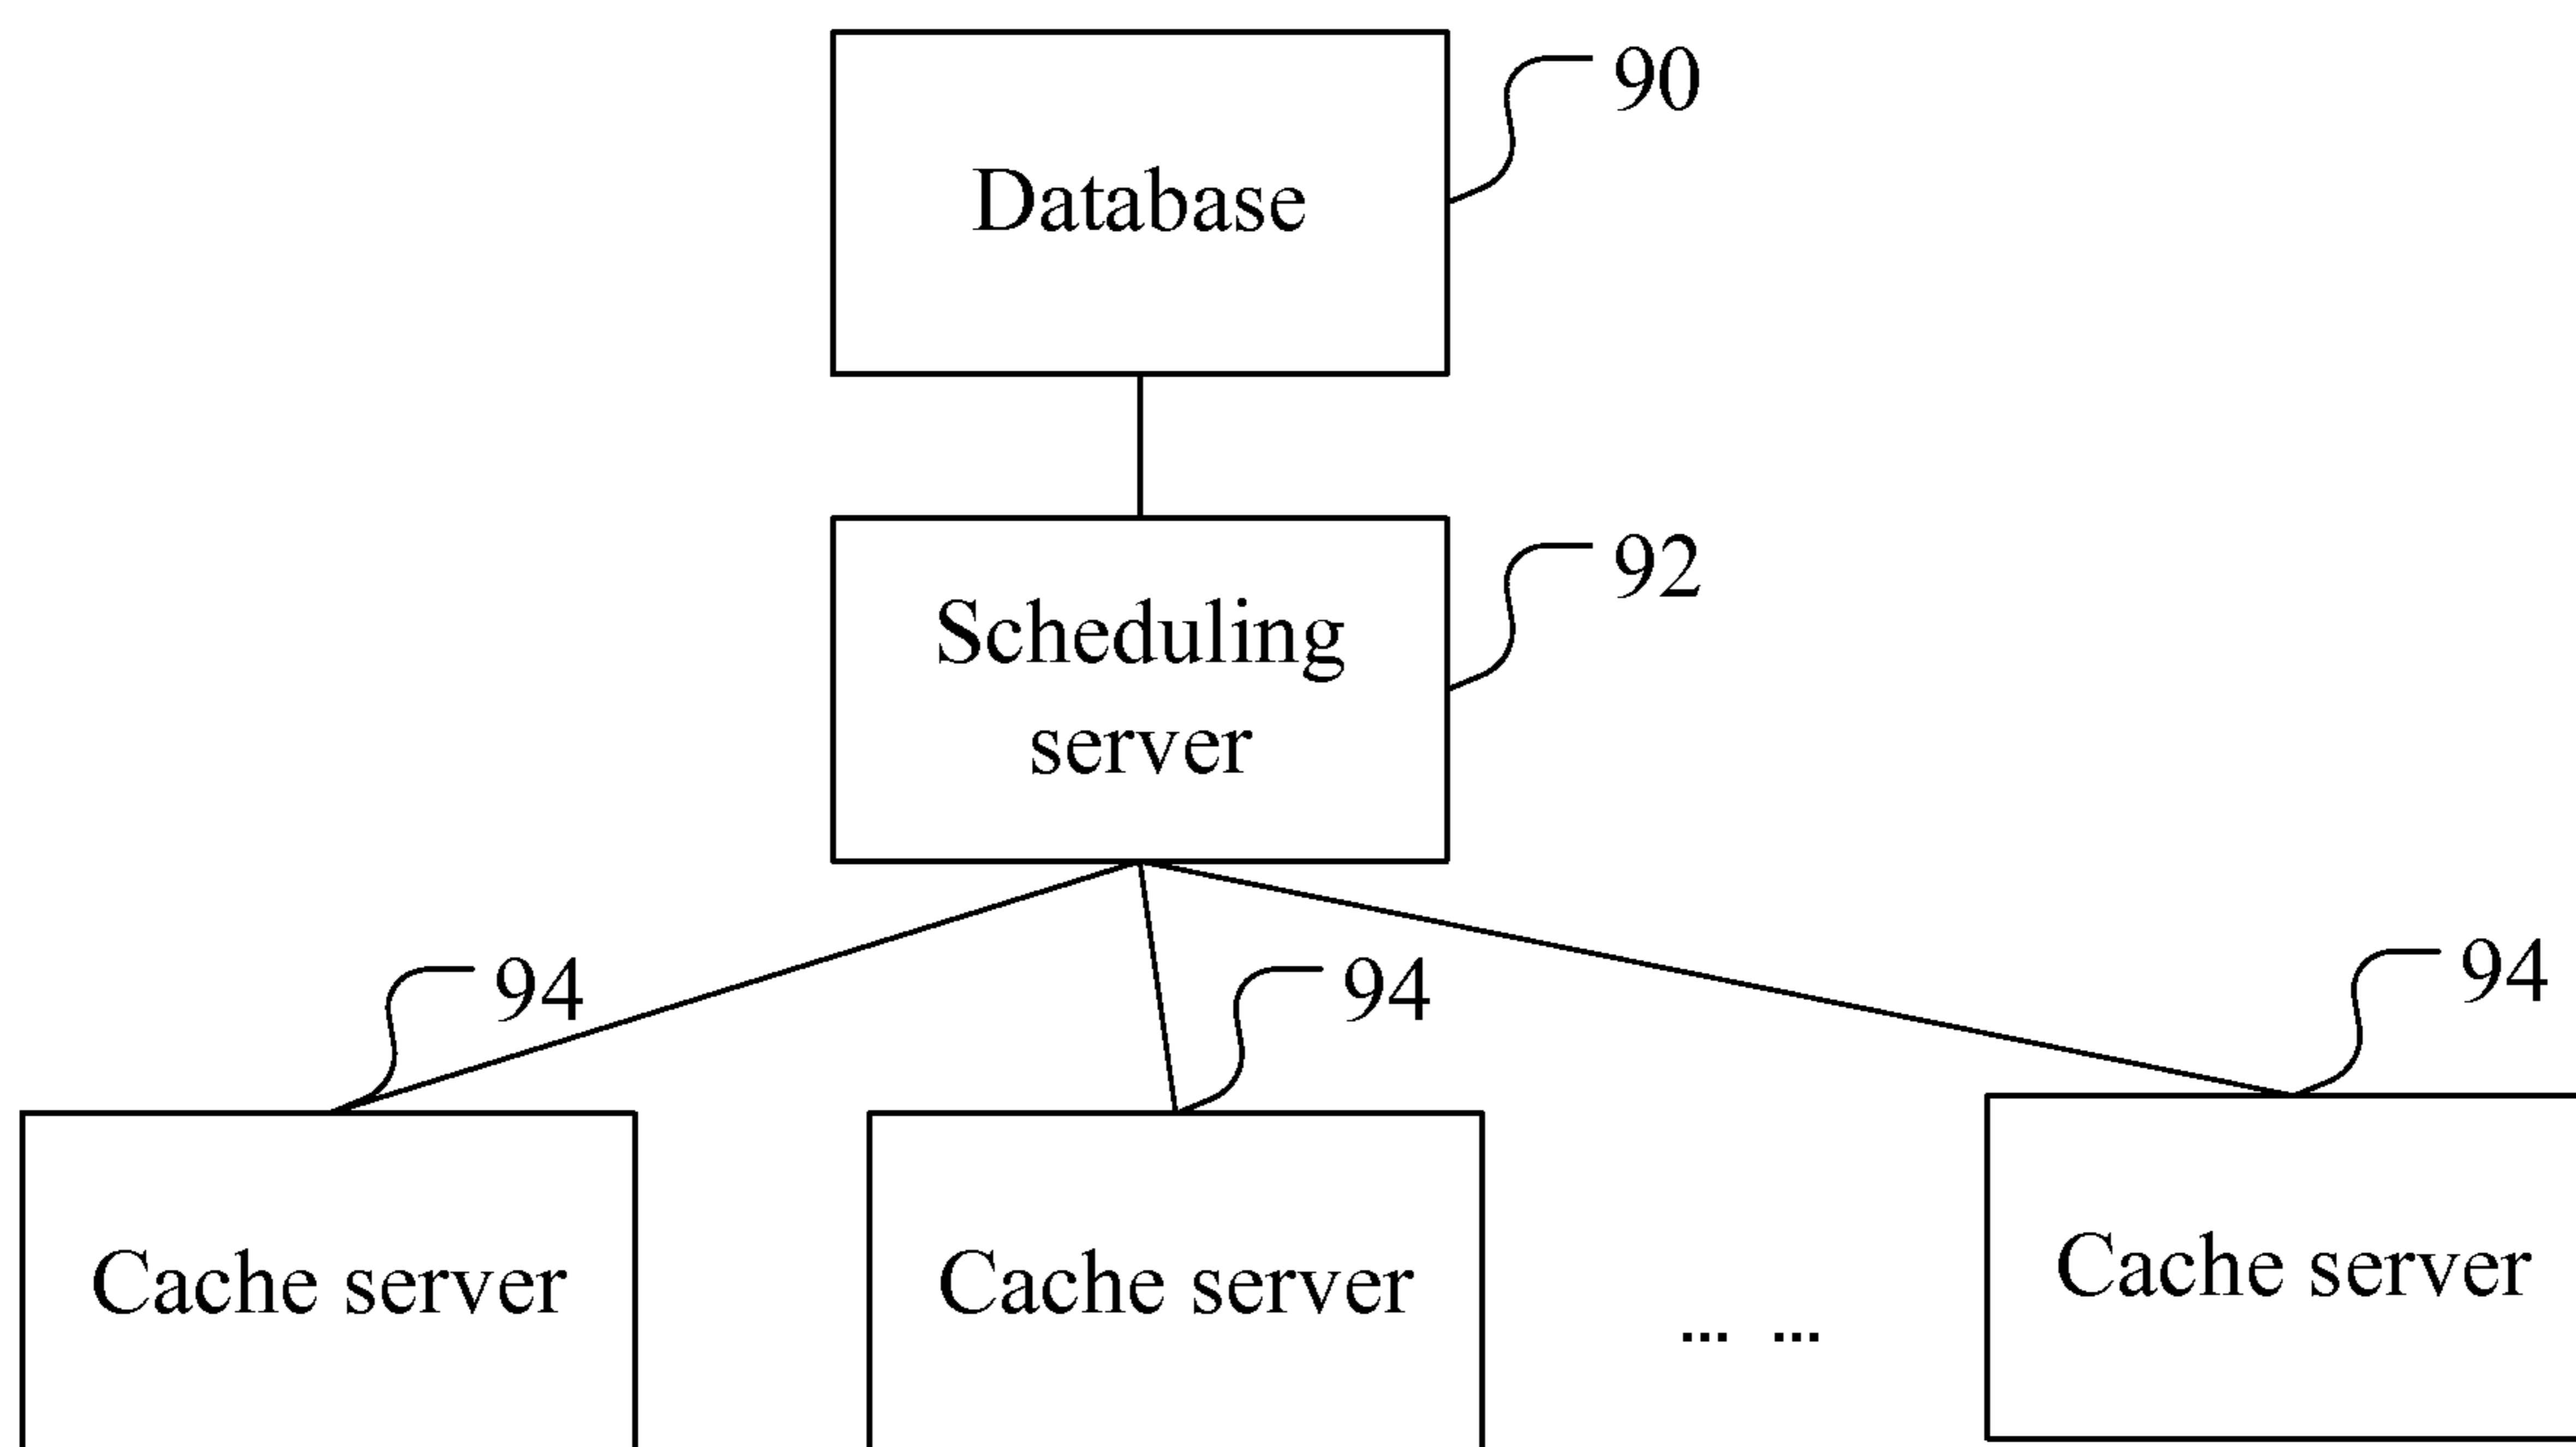 90
Database
92
Scheduling
server
94
94
94
Cache server
Cache server
Cache server
... ...